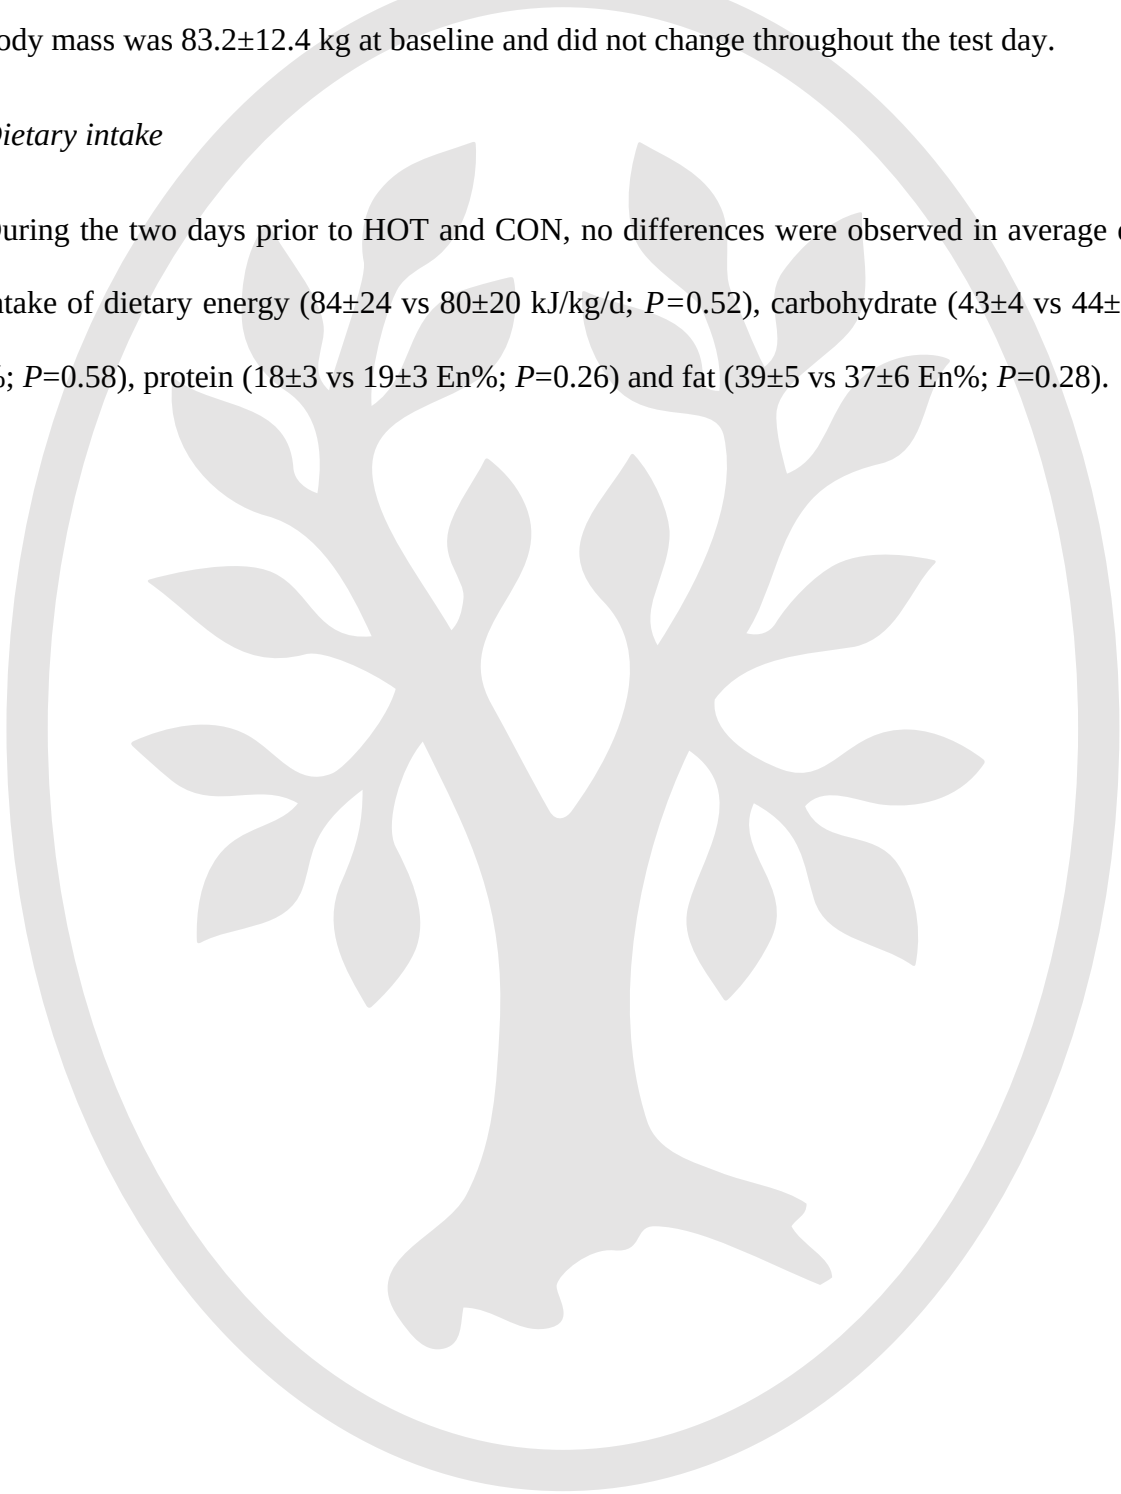 ody mass was 83.2±12.4 kg at baseline and did not change throughout the test day.
ietary intake
uring the two days prior to HOT and CON, no differences were observed in average
ntake of dietary energy (84±24 vs 80±20 kJ/kg/d; P=0.52), carbohydrate (43±4 vs 44±
%; P=0.58), protein (18±3 vs 19±3 En%; P=0.26) and fat (39±5 vs 37±6 En%; P=0.28).